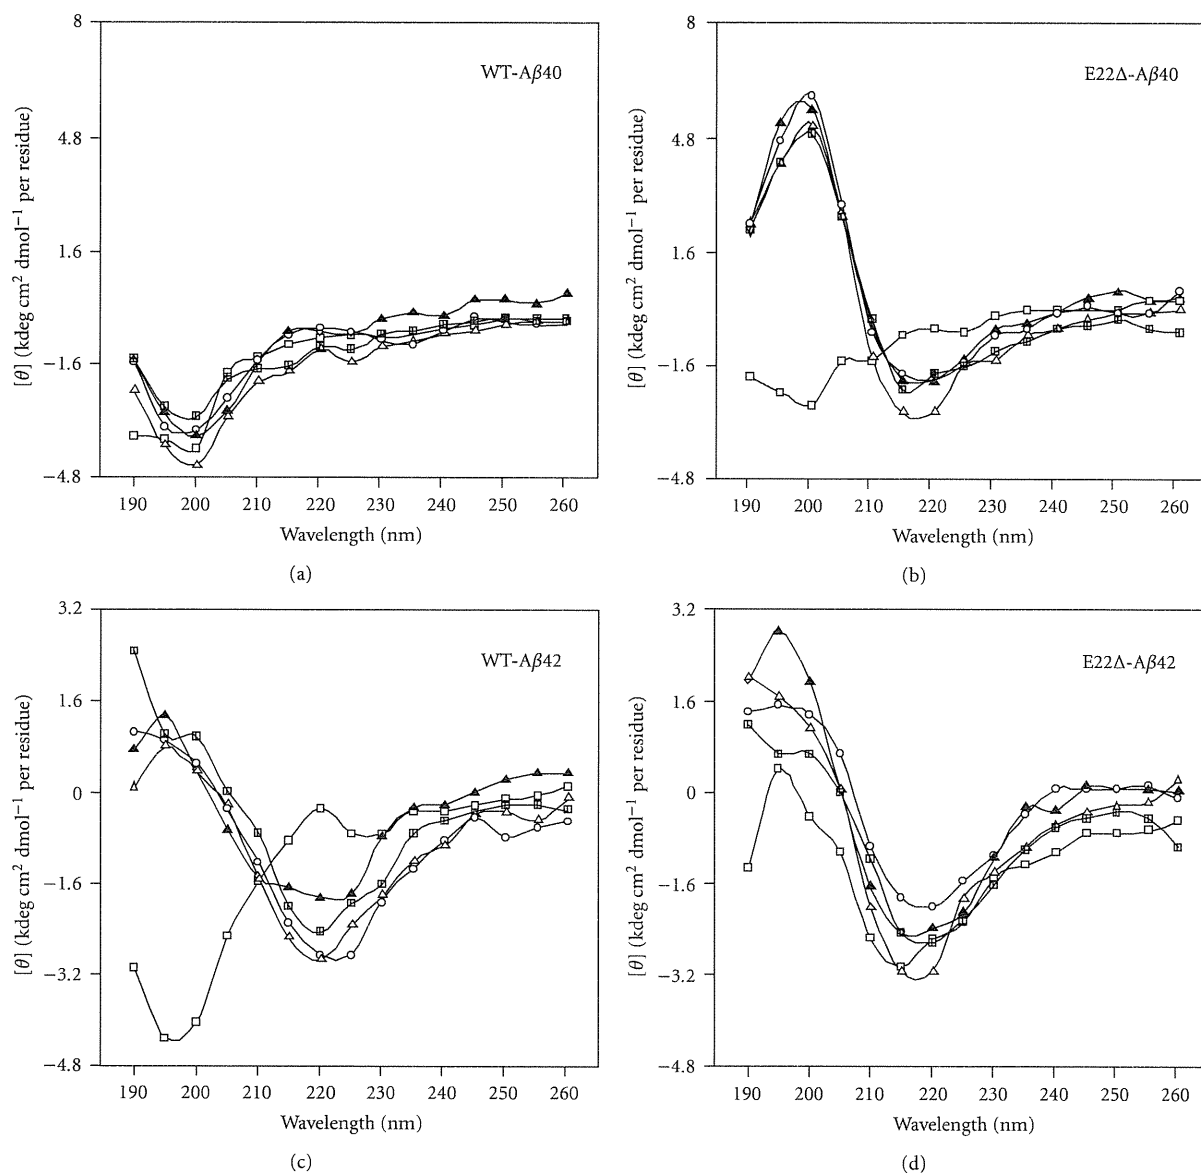 8
4.8
1.6
−1.6
−4.8
[θ] (kdeg cm² dmol⁻¹ per residue)
WT-Aβ40
190 200 210 220 230 240 250 260
Wavelength (nm)
(a)
8
4.8
1.6
−1.6
−4.8
[θ] (kdeg cm² dmol⁻¹ per residue)
E22Δ-Aβ40
190 200 210 220 230 240 250 260
Wavelength (nm)
(b)
3.2
1.6
0
−1.6
−3.2
−4.8
[θ] (kdeg cm² dmol⁻¹ per residue)
WT-Aβ42
190 200 210 220 230 240 250 260
Wavelength (nm)
(c)
3.2
1.6
0
−1.6
−3.2
−4.8
[θ] (kdeg cm² dmol⁻¹ per residue)
E22Δ-Aβ42
190 200 210 220 230 240 250 260
Wavelength (nm)
(d)